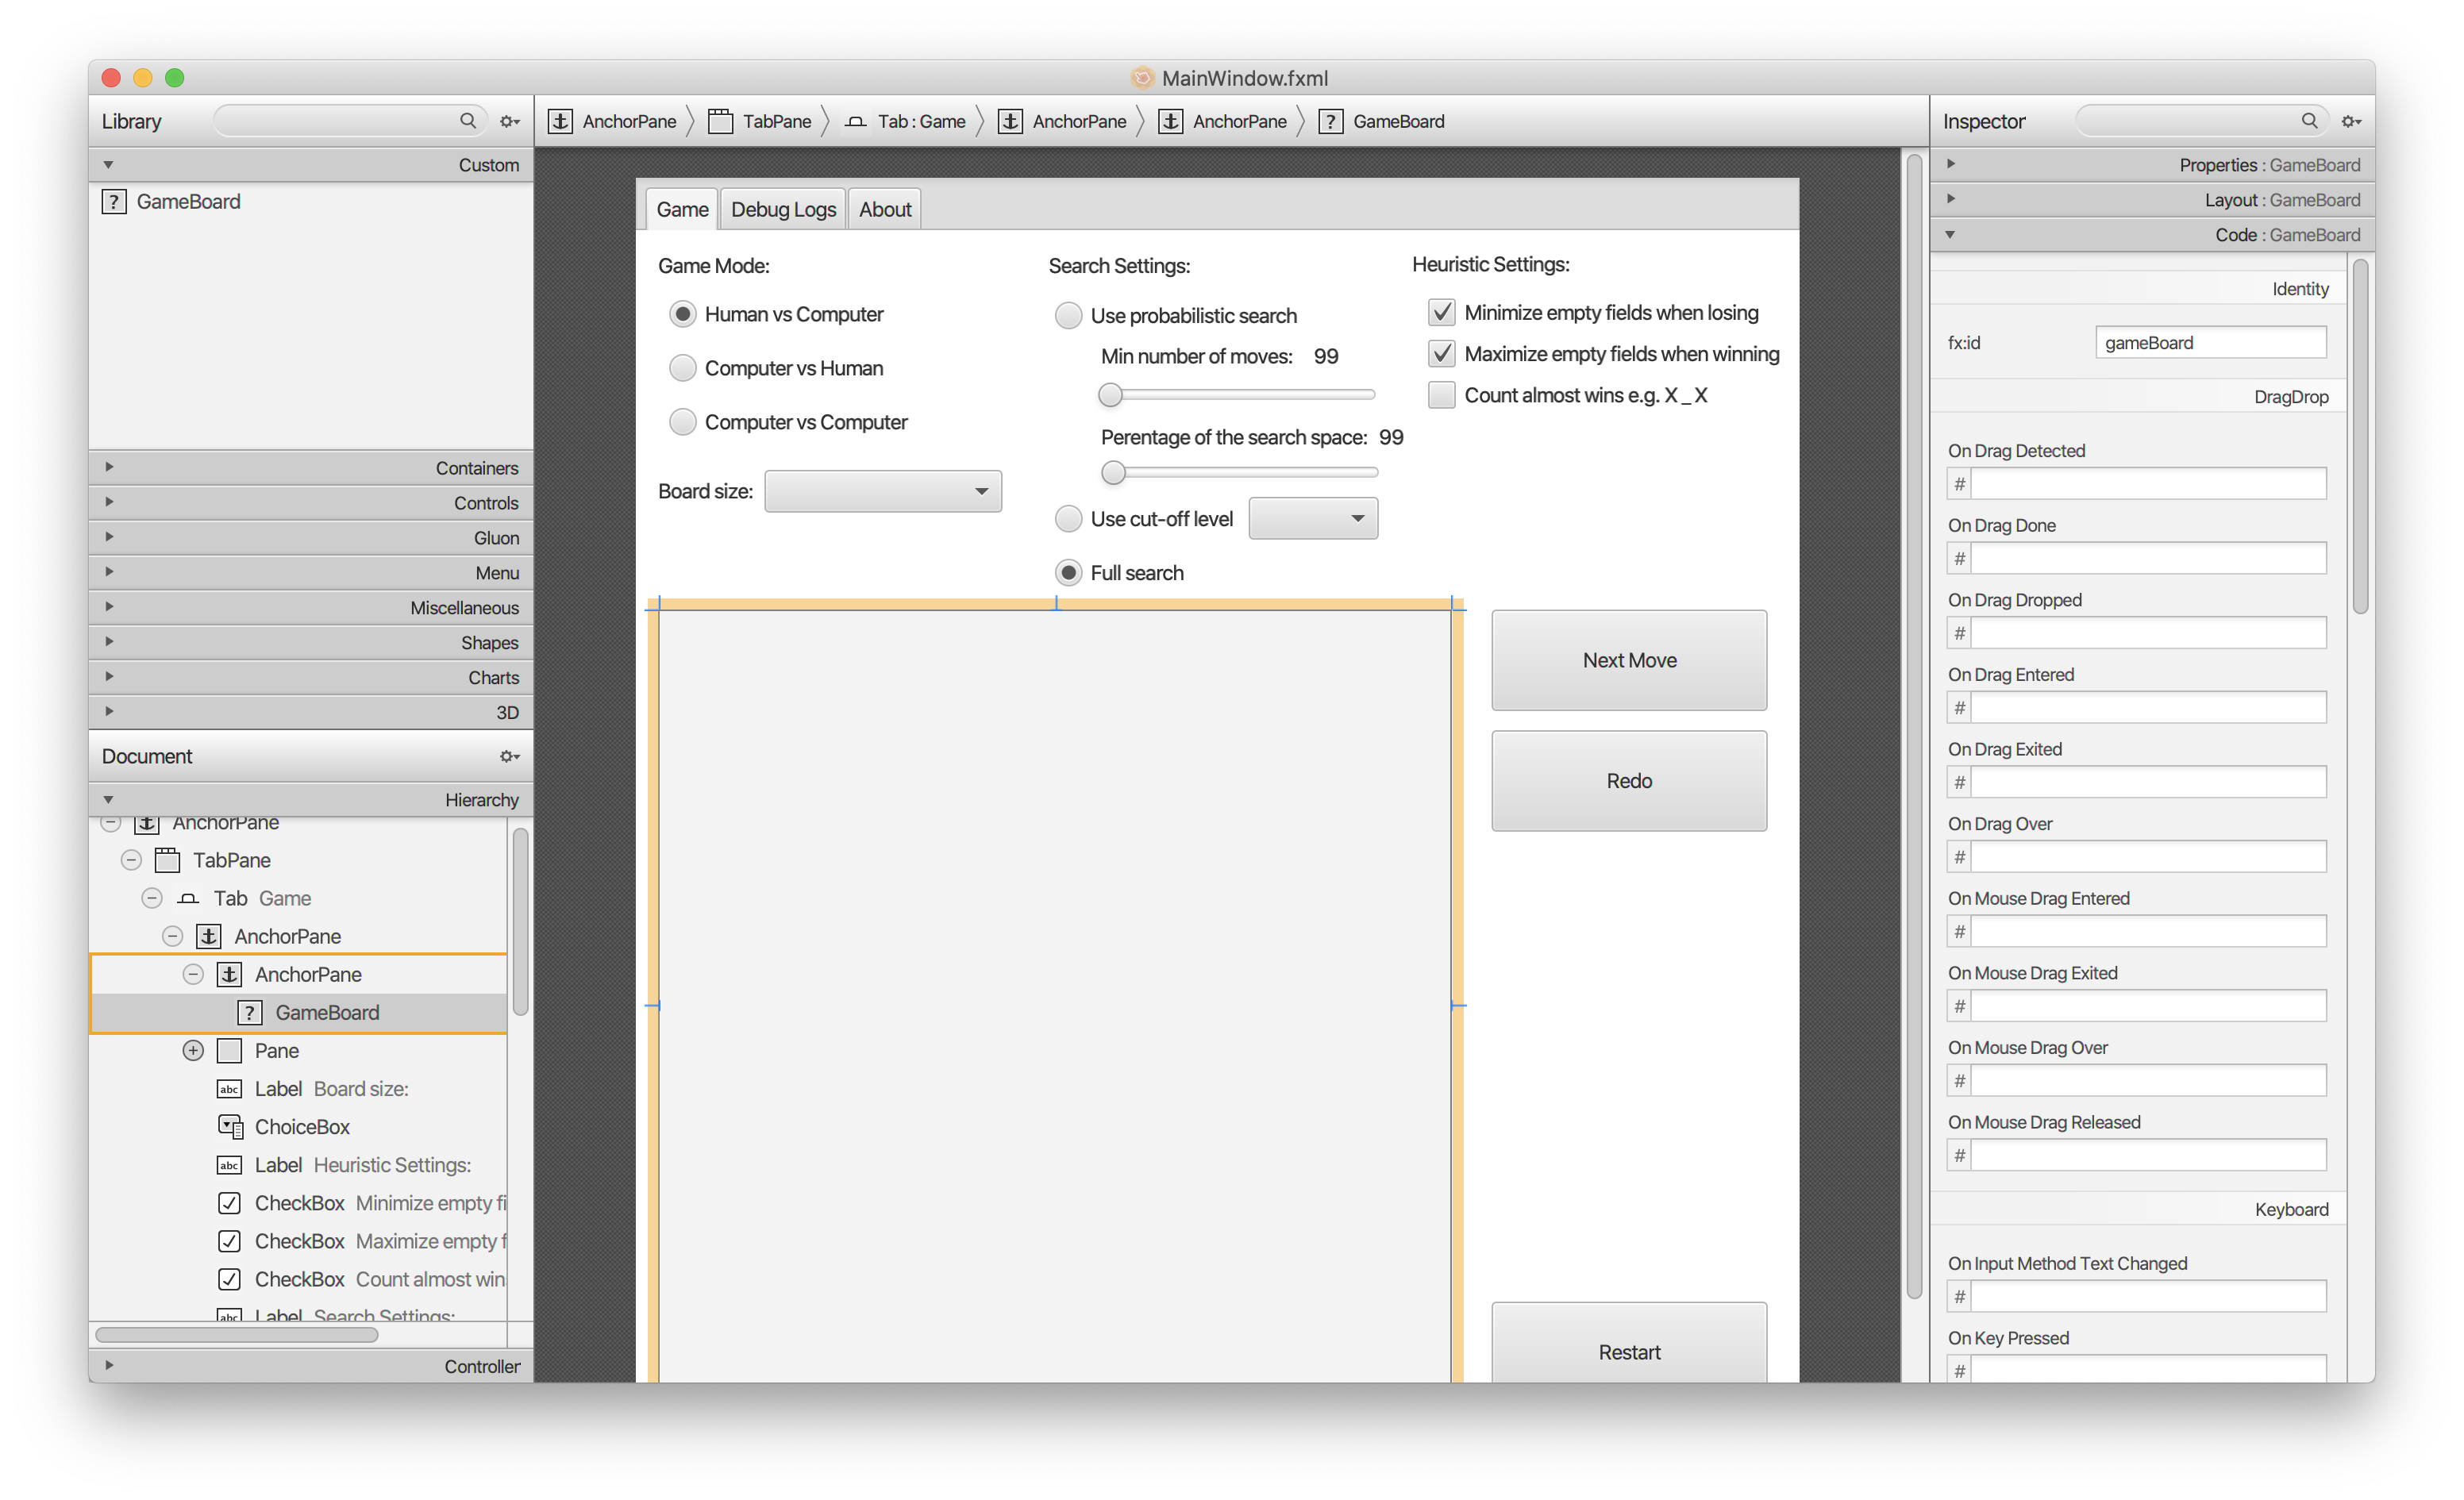 MainWindow.fxml
Library
Custom
? GameBoard
Containers
Controls
Gluon
Menu
Miscellaneous
Shapes
Charts
3D
Document
Hierarchy
AnchorPane
TabPane
Tab Game
AnchorPane
AnchorPane
? GameBoard
Pane
abc Label Board size:
ChoiceBox
abc Label Heuristic Settings:
CheckBox Minimize empty fi
CheckBox Maximize empty f
CheckBox Count almost win
abc Label Search Settings:
Controller
AnchorPane TabPane Tab : Game AnchorPane AnchorPane ? GameBoard
Game Debug Logs About
Game Mode:
Human vs Computer
Computer vs Human
Computer vs Computer
Board size:
Search Settings:
Use probabilistic search
Min number of moves: 99
Perentage of the search space: 99
Use cut-off level
Full search
Heuristic Settings:
Minimize empty fields when losing
Maximize empty fields when winning
Count almost wins e.g. X _ X
Next Move
Redo
Restart
Inspector
Properties : GameBoard
Layout : GameBoard
Code : GameBoard
Identity
fx:id gameBoard
DragDrop
On Drag Detected
#
On Drag Done
#
On Drag Dropped
#
On Drag Entered
#
On Drag Exited
#
On Drag Over
#
On Mouse Drag Entered
#
On Mouse Drag Exited
#
On Mouse Drag Over
#
On Mouse Drag Released
#
Keyboard
On Input Method Text Changed
#
On Key Pressed
#